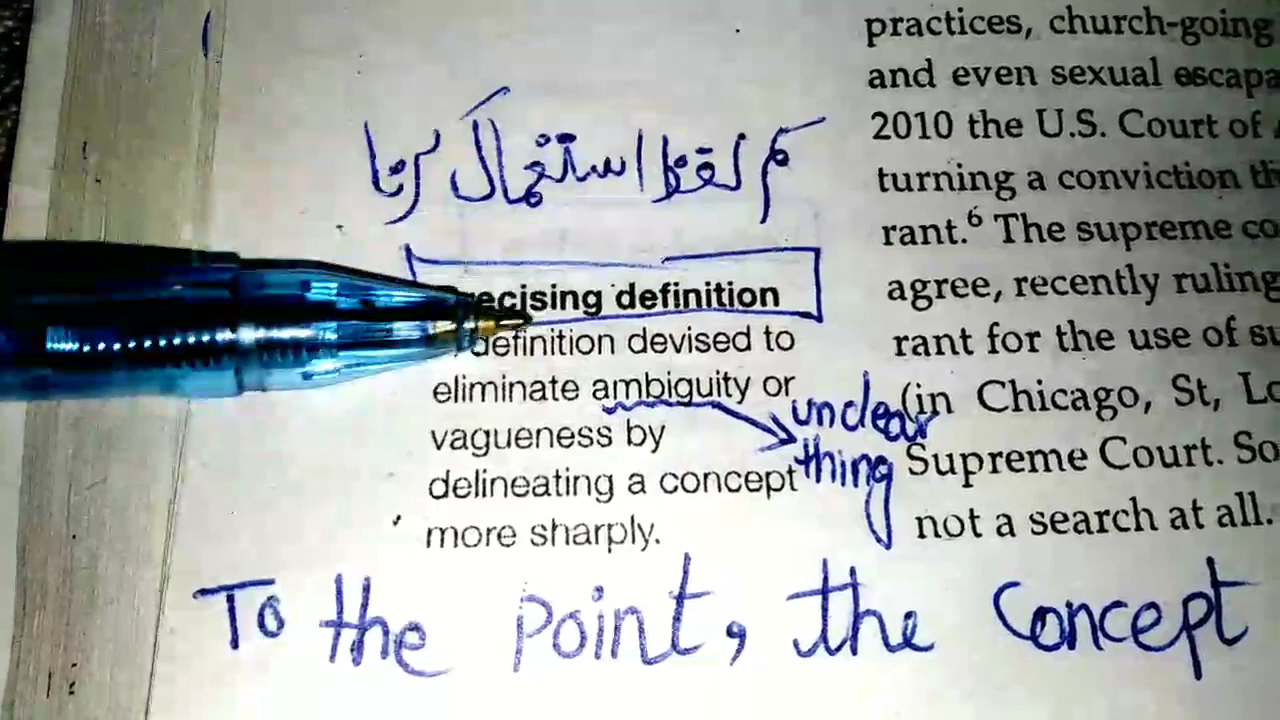 کم لفظ استعمال کرنا
Precising definition
definition devised to
eliminate ambiguity or
vagueness by
delineating a concept
more sharply.
unclear
thing
To the point, the concept
practices, church-going
and even sexual escapa
2010 the U.S. Court of
turning a conviction th
rant.6 The supreme co
agree, recently ruling
rant for the use of su
(in Chicago, St, Lo
Supreme Court. So
not a search at all.